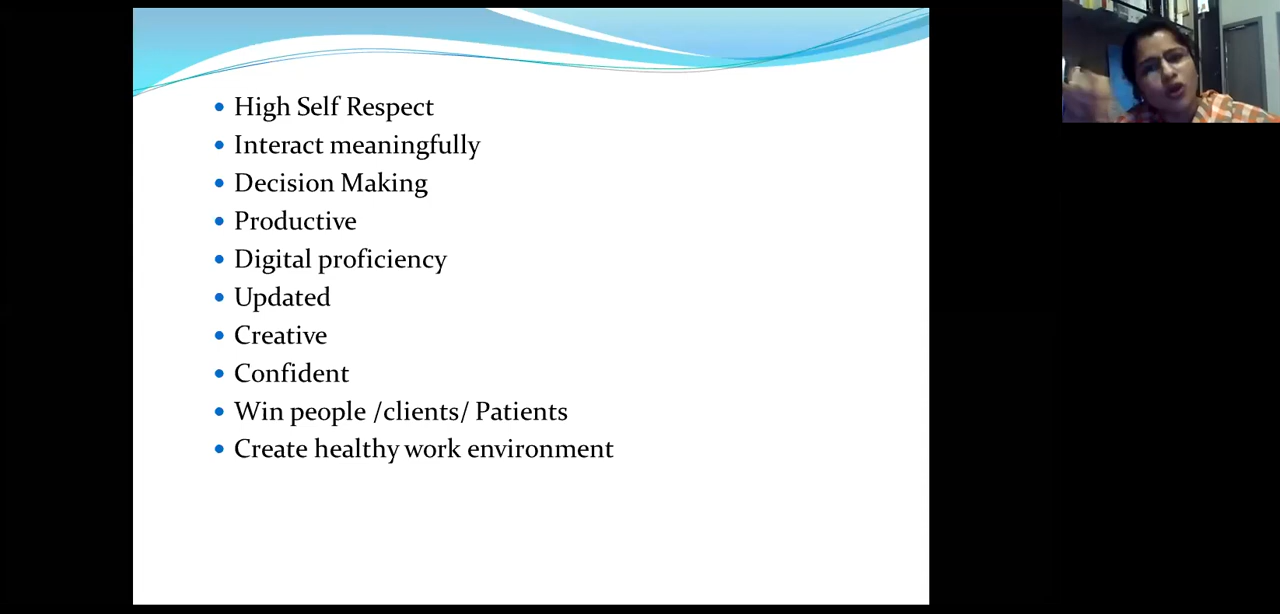 High Self Respect
Interact meaningfully
Decision Making
Productive
Digital proficiency
Updated
Creative
Confident
Win people /clients/ Patients
Create healthy work environment